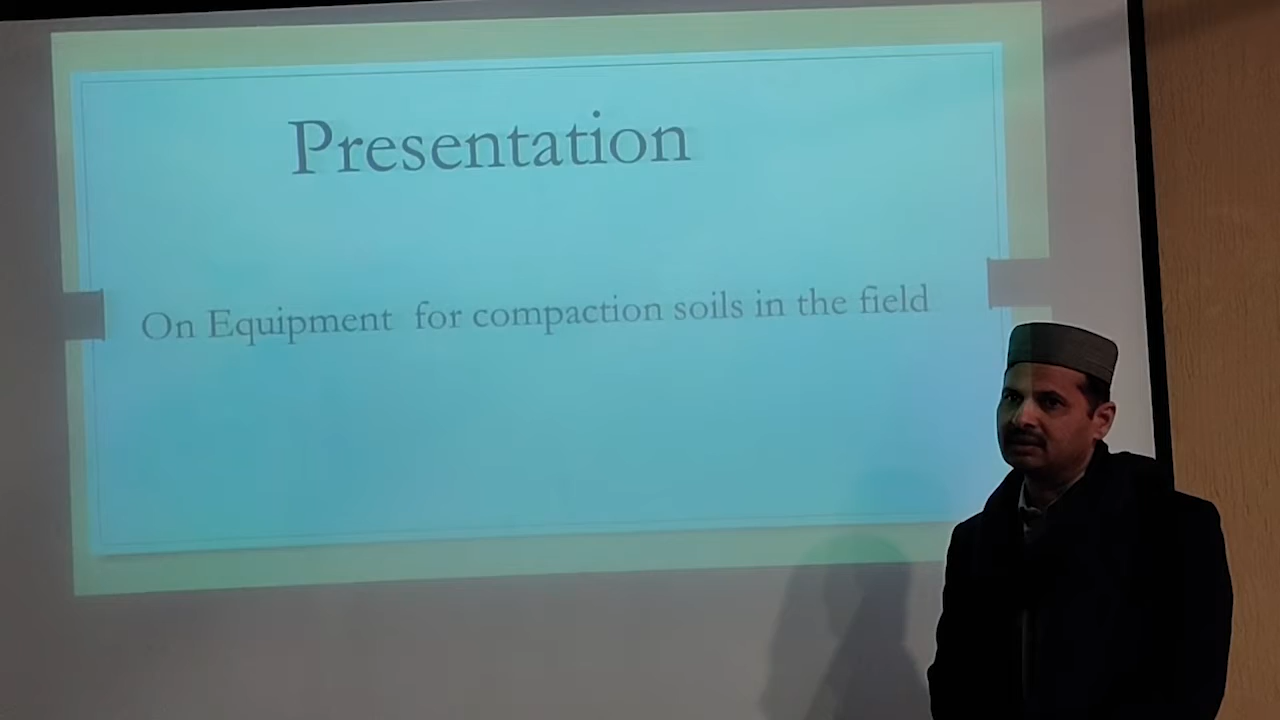 Presentation
On Equipment for compaction soils in the field